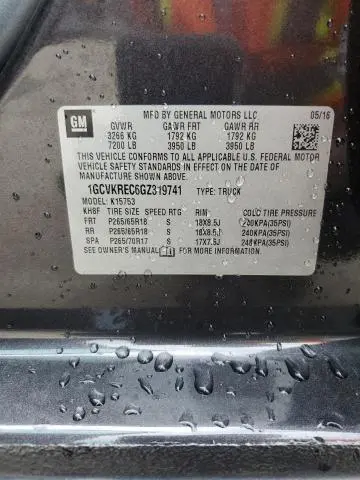 GM
MFD BY GENERAL MOTORS LLC 05/16
GVWR GAWR FRT GAWR RR
3266 KG 1792 KG 1792 KG
7200 LB 3950 LB 3950 LB
THIS VEHICLE CONFORMS TO ALL APPLICABLE U.S. FEDERAL MOTOR
VEHICLE SAFETY STANDARDS IN EFFECT ON THE DATE OF
MANUFACTURE SHOWN ABOVE.
1GCVKREC6GZ319741 TYPE: TRUCK
MODEL: K15753
KHBF TIRE SIZE SPEED RTG RIM COLD TIRE PRESSURE
FRT P265/65R18 S 18X8.5J 240KPA(35PSI)
RR P265/65R18 S 18X8.5J 240KPA(35PSI)
SPA P265/70R17 S 17X7.5J 240KPA(35PSI)
SEE OWNER'S MANUAL FOR MORE INFORMATION.